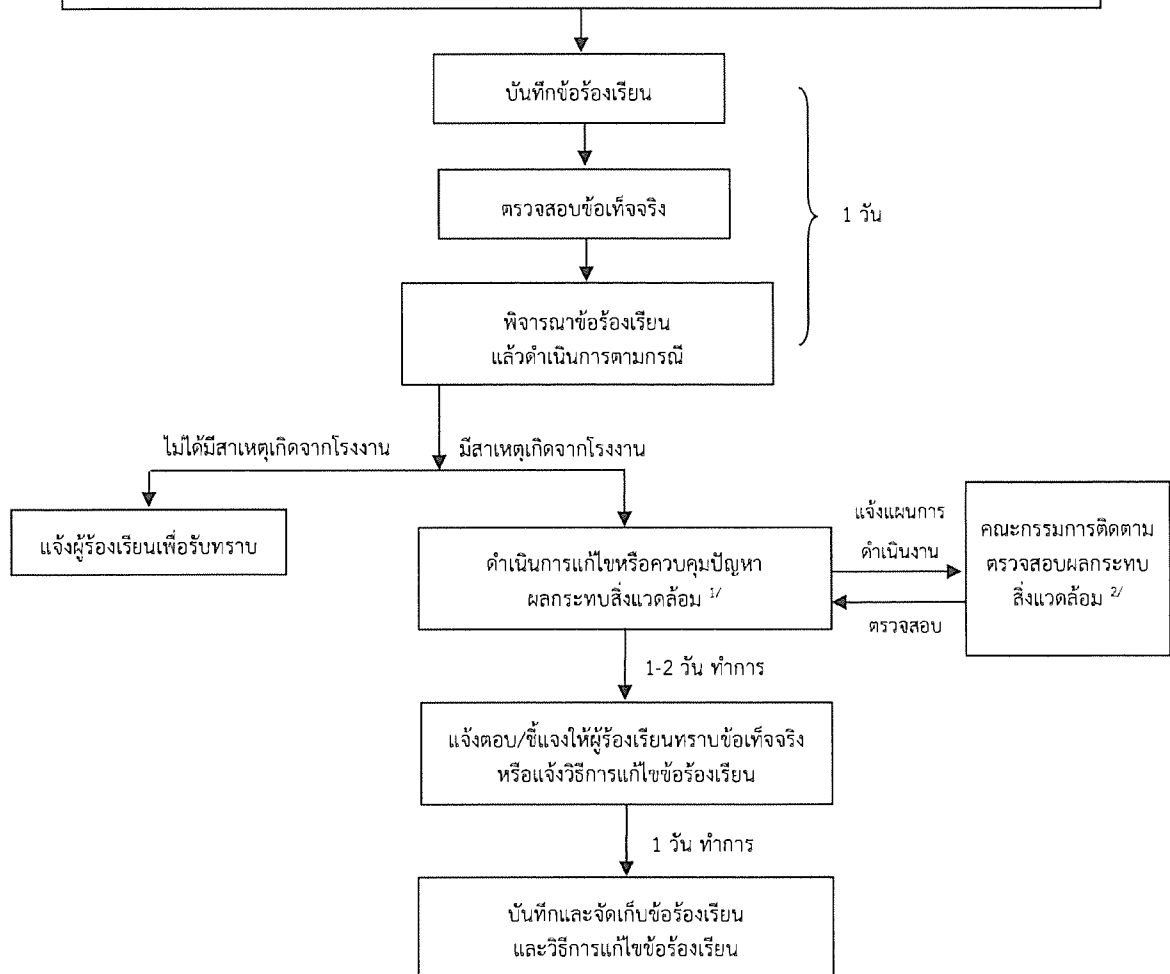 บันทึกข้อร้องเรียน
ตรวจสอบข้อเท็จจริง
1 วัน
พิจารณาข้อร้องเรียน
แล้วดำเนินการตามกรณี
ไม่ได้มีสาเหตุเกิดจากโรงงาน
มีสาเหตุเกิดจากโรงงาน
แจ้งผู้ร้องเรียนเพื่อรับทราบ
ดำเนินการแก้ไขหรือควบคุมปัญหา
ผลกระทบสิ่งแวดล้อม 1/
แจ้งแผนการ
ดำเนินงาน
ตรวจสอบ
คณะกรรมการติดตาม
ตรวจสอบผลกระทบ
สิ่งแวดล้อม 2/
1-2 วัน ทำการ
แจ้งตอบ/ชี้แจงให้ผู้ร้องเรียนทราบข้อเท็จจริง
หรือแจ้งวิธีการแก้ไขข้อร้องเรียน
1 วัน ทำการ
บันทึกและจัดเก็บข้อร้องเรียน
และวิธีการแก้ไขข้อร้องเรียน